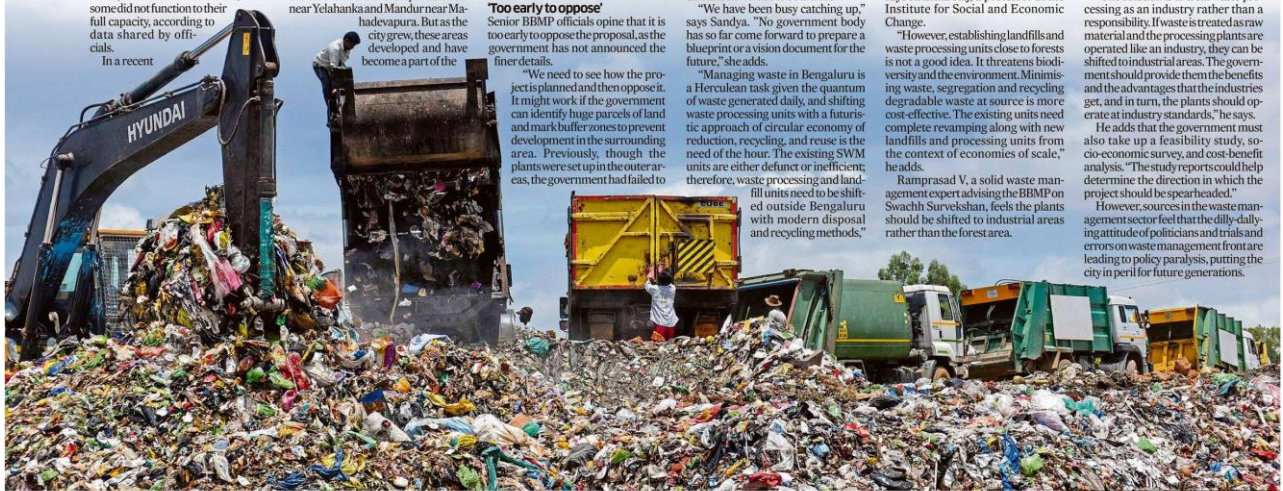 some did not function to their
full capacity, according to
data shared by offi-
cials.
In a recent
near Yelahanka and Mandur near Ma-
hadevapura. But as the
city grew, these areas
developed and have
become a part of the
'Too early to oppose'
Senior BBMP officials opine that it is
too early to oppose the proposal, as the
government has not announced the
finer details.
"We need to see how the pro-
ject is planned and then oppose it.
It might work if the government
can identify huge parcels of land
and mark buffer zones to prevent
development in the surrounding
area. Previously, though the
plants were set up in the outer ar-
eas, the government had failed to
"We have been busy catching up,"
says Sandya. "No government body
has so far come forward to prepare a
blueprint or a vision document for the
future," she adds.
"Managing waste in Bengaluru is
a Herculean task given the quantum
of waste generated daily, and shifting
waste processing units with a futuris-
tic approach of circular economy of
reduction, recycling, and reuse is the
need of the hour. The existing SWM
units are either defunct or inefficient;
therefore, waste processing and land-
fill units need to be shift-
ed outside Bengaluru
with modern disposal
and recycling methods,"
Institute for Social and Economic
Change.
"However, establishing landfills and
waste processing units close to forests
is not a good idea. It threatens biodi-
versity and the environment. Minimis-
ing waste, segregation and recycling
degradable waste at source is more
cost-effective. The existing units need
complete revamping along with new
landfills and processing units from
the context of economies of scale,"
he adds.
Ramprasad V, a solid waste man-
agement expert advising the BBMP on
Swachh Survekshan, feels the plants
should be shifted to industrial areas
rather than the forest area.
cessing as an industry rather than a
responsibility. If waste is treated as raw
material and the processing plants are
operated like an industry, they can be
shifted to industrial areas. The govern-
ment should provide them the benefits
and the advantages that the industries
get, and in turn, the plants should op-
erate at industry standards," he says.
He adds that the government must
also take up a feasibility study, so-
cio-economic survey, and cost-benefit
analysis. "The study reports could help
determine the direction in which the
project should be spearheaded."
However, sources in the waste man-
agement sector feel that the dilly-dally-
ing attitude of politicians and trials and
errors on waste management front are
leading to policy paralysis, putting the
city in peril for future generations.
HYUNDAI